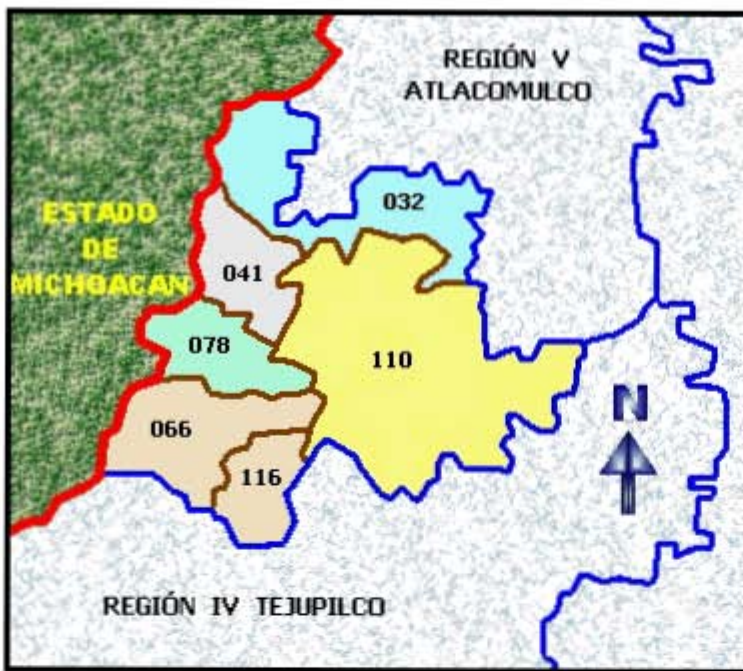 REGIÓN V
ATLACOMULCO
032
ESTADO
DE
MICHOACAN
041
078
110
066
116
N
REGIÓN IV TEJUPILCO